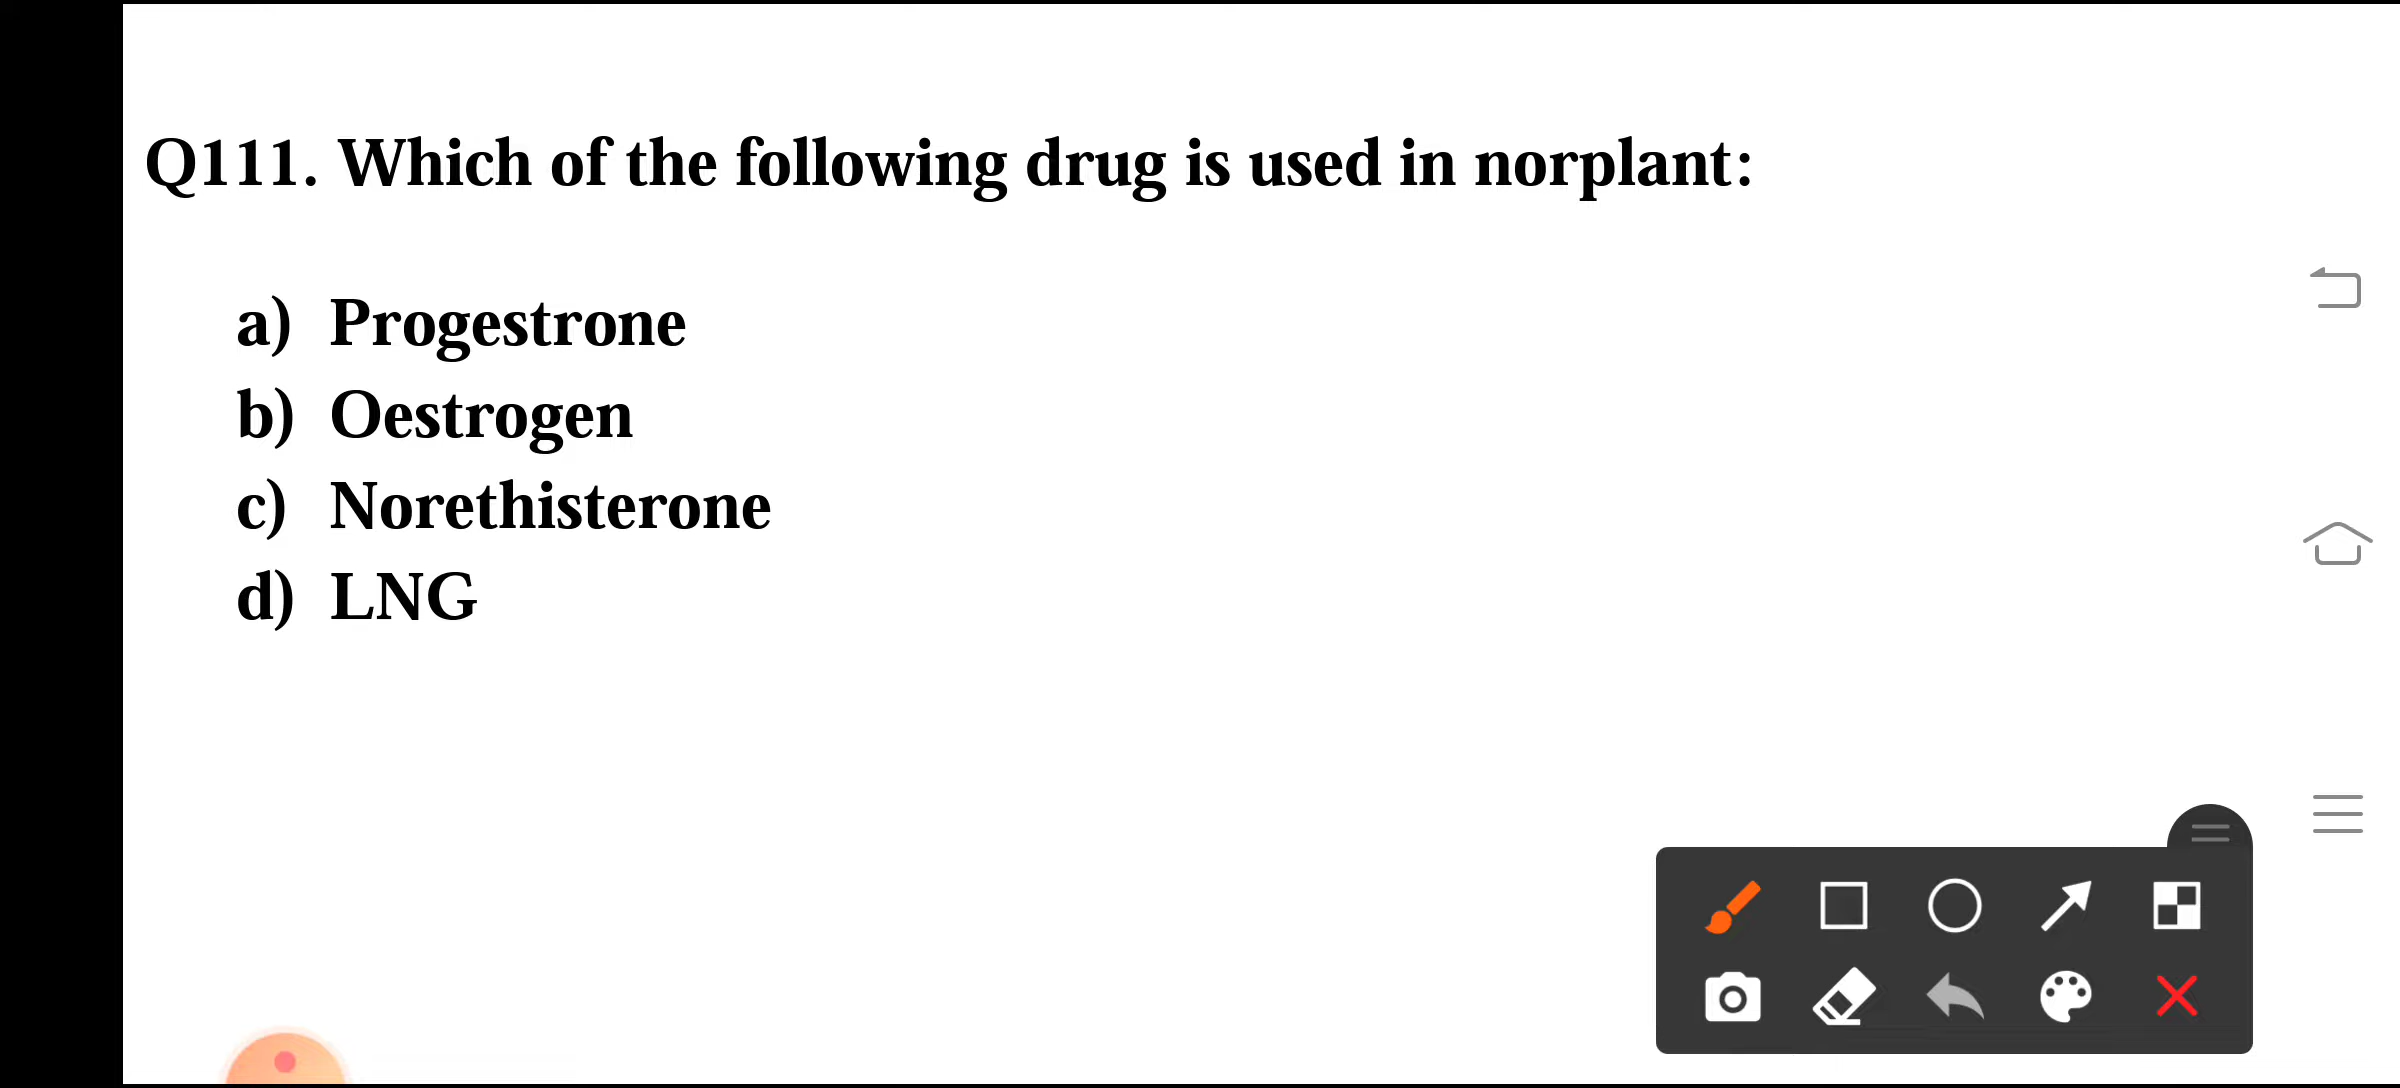 Q111. Which of the following drug is used in norplant:
a) Progestrone
b) Oestrogen
c) Norethisterone
d) LNG